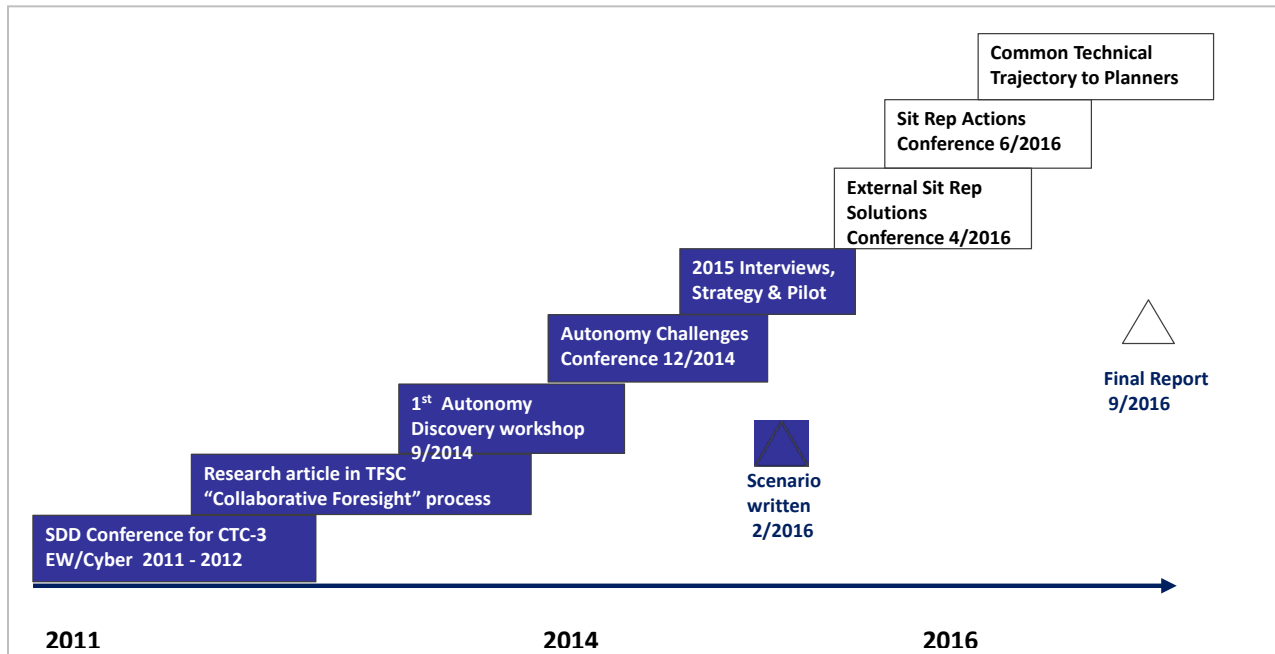 Common Technical
Trajectory to Planners
Sit Rep Actions
Conference 6/2016
External Sit Rep
Solutions
Conference 4/2016
2015 Interviews,
Strategy & Pilot
Autonomy Challenges
Conference 12/2014
1st Autonomy
Discovery workshop
9/2014
Research article in TFSC
“Collaborative Foresight” process
SDD Conference for CTC-3
EW/Cyber 2011 - 2012
Scenario
written
2/2016
Final Report
9/2016
2011
2014
2016